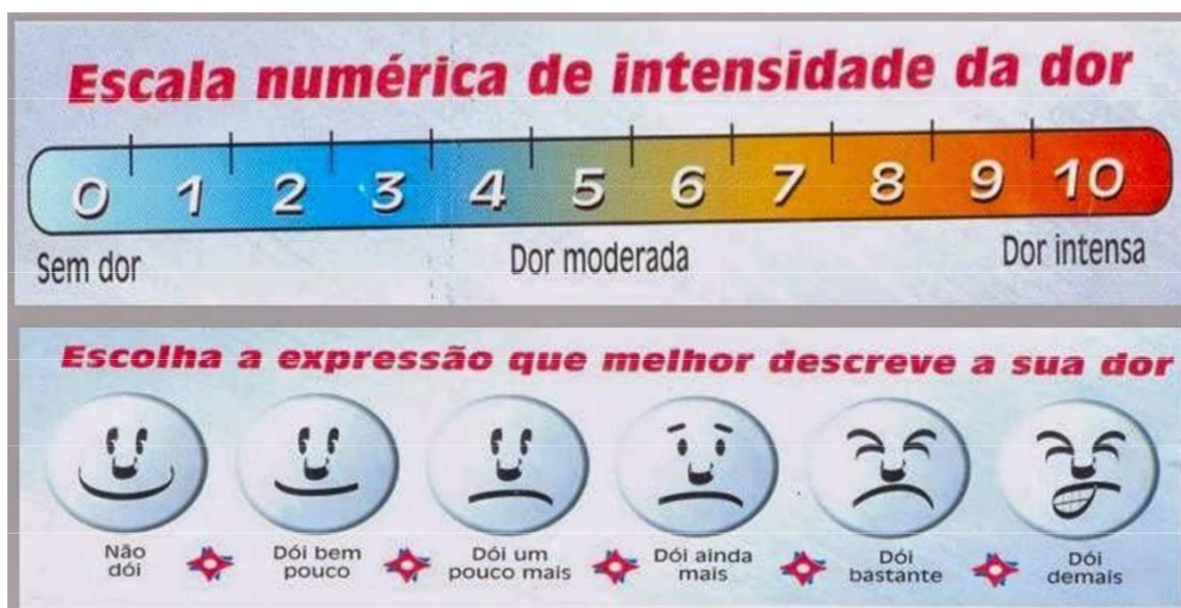 Escala numérica de intensidade da dor
0 1 2 3 4 5 6 7 8 9 10
Sem dor Dor moderada Dor intensa
Escolha a expressão que melhor descreve a sua dor
Não dói
Dói bem pouco
Dói um pouco mais
Dói ainda mais
Dói bastante
Dói demais